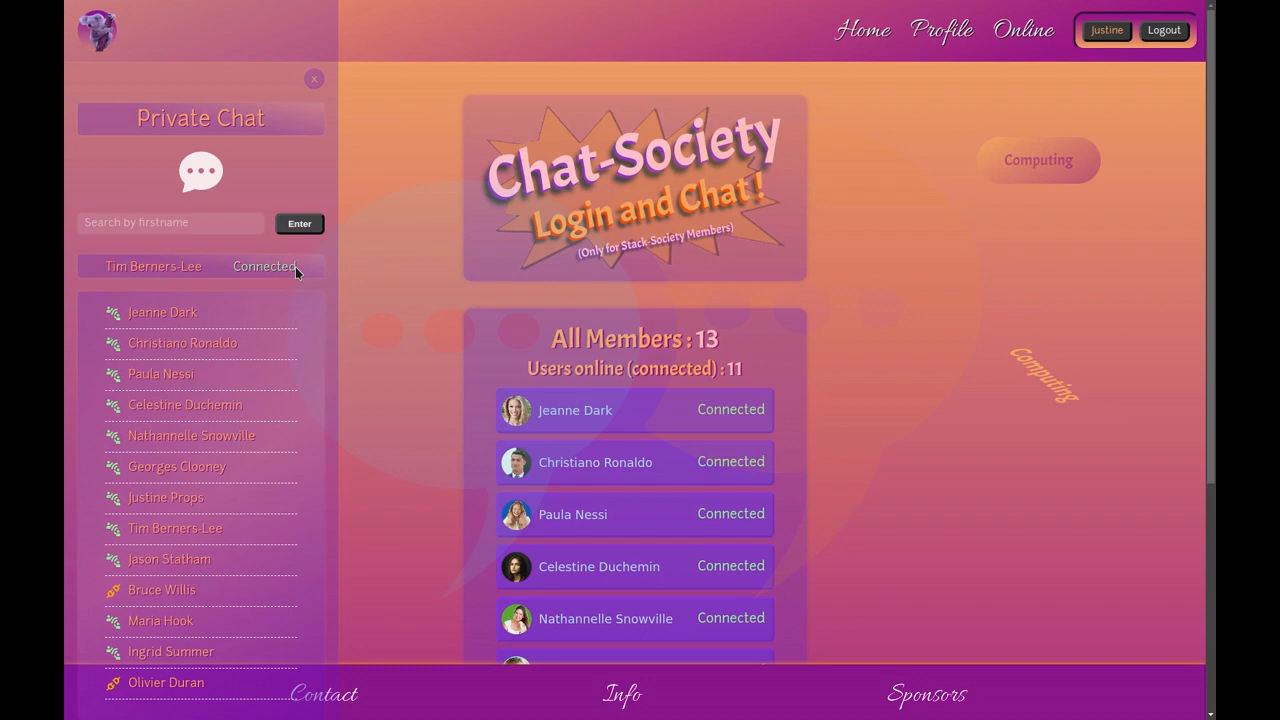 Home Profile Online Justine Logout
x
Private Chat
Search by firstname Enter
Tim Berners-Lee Connected
Jeanne Dark
Christiano Ronaldo
Paula Nessi
Celestine Duchemin
Nathannelle Snowville
Georges Clooney
Justine Props
Tim Berners-Lee
Jason Statham
Bruce Willis
Maria Hook
Ingrid Summer
Olivier Duran
Chat-Society
Login and Chat !
(Only for Stack-Society Members)
All Members : 13
Users online (connected) : 11
Jeanne Dark Connected
Christiano Ronaldo Connected
Paula Nessi Connected
Celestine Duchemin Connected
Nathannelle Snowville Connected
Computing
Computing
Contact Info Sponsors